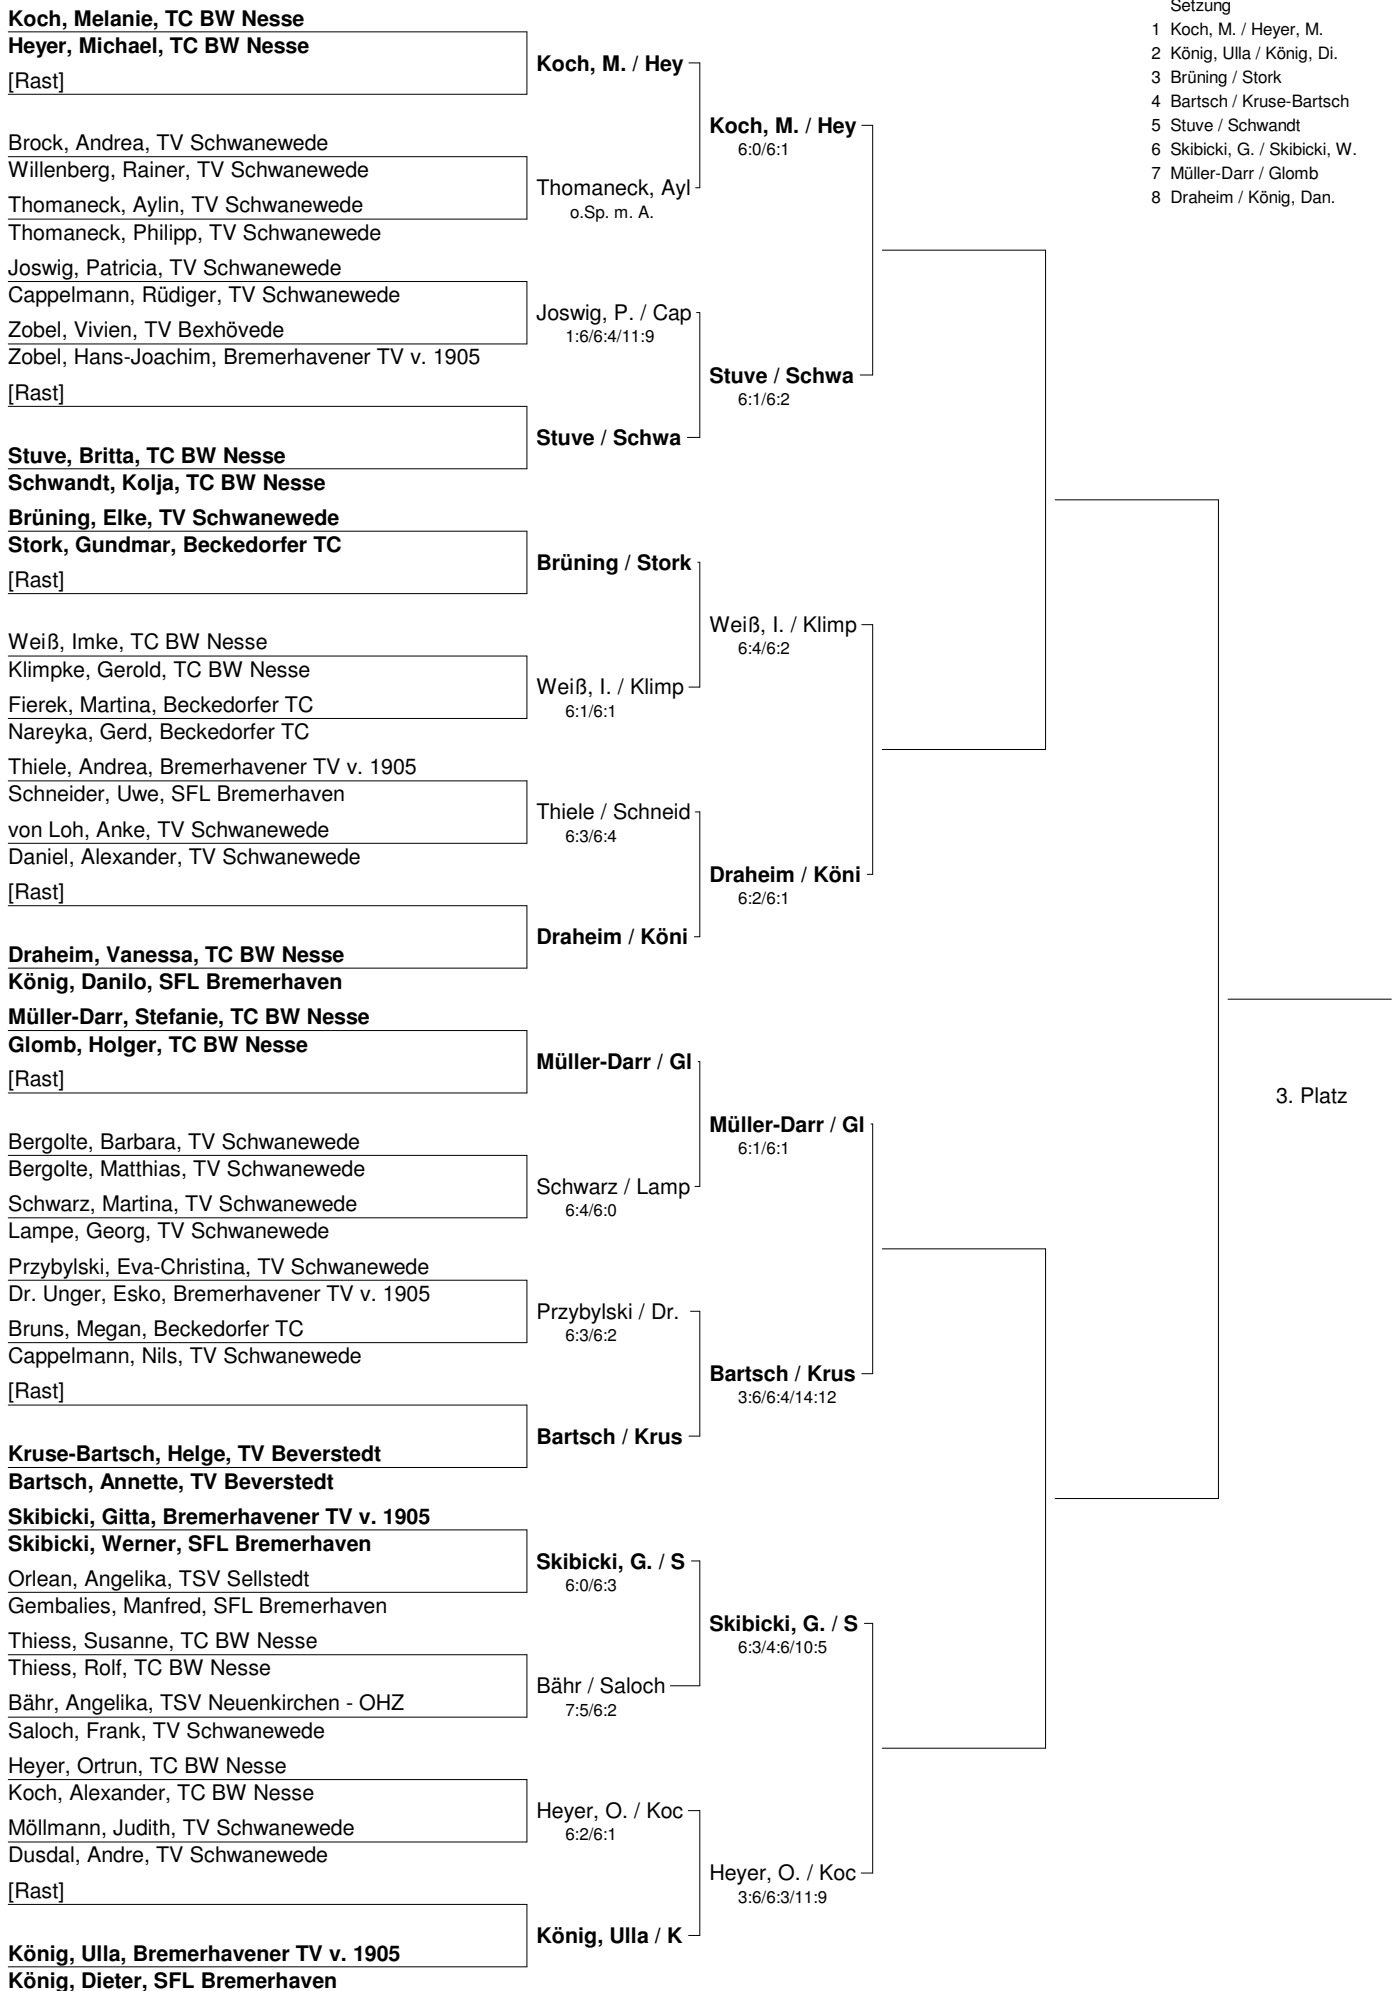 Setzung
1 Koch, M. / Heyer, M.
2 König, Ulla / König, Di.
3 Brüning / Stork
4 Bartsch / Kruse-Bartsch
5 Stuve / Schwandt
6 Skibicki, G. / Skibicki, W.
7 Müller-Darr / Glomb
8 Draheim / König, Dan.
Koch, Melanie, TC BW Nesse
Heyer, Michael, TC BW Nesse
[Rast]
Brock, Andrea, TV Schwanewede
Willenberg, Rainer, TV Schwanewede
Thomaneck, Aylin, TV Schwanewede
Thomaneck, Philipp, TV Schwanewede
Joswig, Patricia, TV Schwanewede
Cappelmann, Rüdiger, TV Schwanewede
Zobel, Vivien, TV Bexhövede
Zobel, Hans-Joachim, Bremerhavener TV v. 1905
[Rast]
Stuve, Britta, TC BW Nesse
Schwandt, Kolja, TC BW Nesse
Brüning, Elke, TV Schwanewede
Stork, Gundmar, Beckedorfer TC
[Rast]
Weiß, Imke, TC BW Nesse
Klimpke, Gerold, TC BW Nesse
Fierek, Martina, Beckedorfer TC
Nareyka, Gerd, Beckedorfer TC
Thiele, Andrea, Bremerhavener TV v. 1905
Schneider, Uwe, SFL Bremerhaven
von Loh, Anke, TV Schwanewede
Daniel, Alexander, TV Schwanewede
[Rast]
Draheim, Vanessa, TC BW Nesse
König, Danilo, SFL Bremerhaven
Müller-Darr, Stefanie, TC BW Nesse
Glomb, Holger, TC BW Nesse
[Rast]
Bergolte, Barbara, TV Schwanewede
Bergolte, Matthias, TV Schwanewede
Schwarz, Martina, TV Schwanewede
Lampe, Georg, TV Schwanewede
Przybylski, Eva-Christina, TV Schwanewede
Dr. Unger, Esko, Bremerhavener TV v. 1905
Bruns, Megan, Beckedorfer TC
Cappelmann, Nils, TV Schwanewede
[Rast]
Kruse-Bartsch, Helge, TV Beverstedt
Bartsch, Annette, TV Beverstedt
Skibicki, Gitta, Bremerhavener TV v. 1905
Skibicki, Werner, SFL Bremerhaven
Orlean, Angelika, TSV Sellstedt
Gembalies, Manfred, SFL Bremerhaven
Thiess, Susanne, TC BW Nesse
Thiess, Rolf, TC BW Nesse
Bähr, Angelika, TSV Neuenkirchen - OHZ
Saloch, Frank, TV Schwanewede
Heyer, Ortrun, TC BW Nesse
Koch, Alexander, TC BW Nesse
Möllmann, Judith, TV Schwanewede
Dusdal, Andre, TV Schwanewede
[Rast]
König, Ulla, Bremerhavener TV v. 1905
König, Dieter, SFL Bremerhaven
Koch, M. / Hey
Thomaneck, Ayl
o.Sp. m. A.
Joswig, P. / Cap
1:6/6:4/11:9
Stuve / Schwa
Brüning / Stork
Weiß, I. / Klimp
6:1/6:1
Thiele / Schneid
6:3/6:4
Draheim / Köni
Müller-Darr / Gl
Schwarz / Lamp
6:4/6:0
Przybylski / Dr.
6:3/6:2
Bartsch / Krus
Skibicki, G. / S
6:0/6:3
Bähr / Saloch
7:5/6:2
Heyer, O. / Koc
6:2/6:1
König, Ulla / K
Koch, M. / Hey
6:0/6:1
Stuve / Schwa
6:1/6:2
Weiß, I. / Klimp
6:4/6:2
Draheim / Köni
6:2/6:1
Müller-Darr / Gl
6:1/6:1
Bartsch / Krus
3:6/6:4/14:12
Skibicki, G. / S
6:3/4:6/10:5
Heyer, O. / Koc
3:6/6:3/11:9
3. Platz